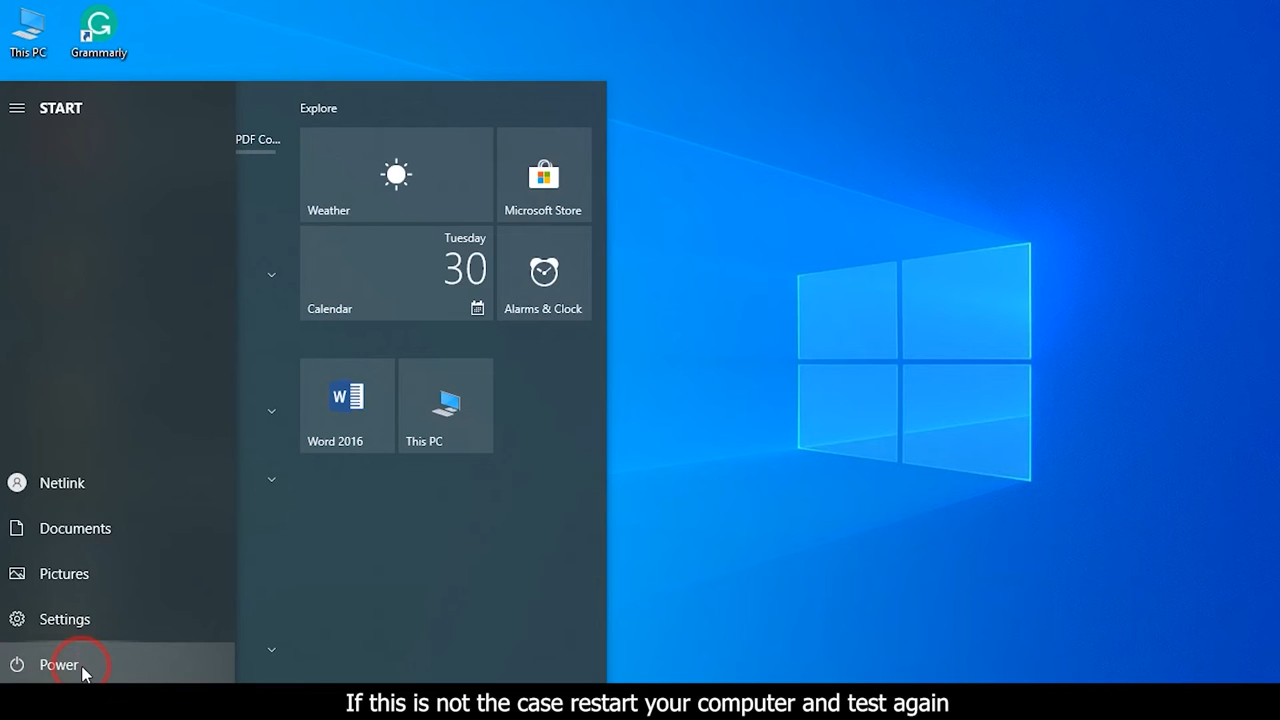 This PC
Grammarly
START
Explore
PDF Co...
Weather
Microsoft Store
Tuesday
30
Calendar
Alarms & Clock
W
Word 2016
This PC
Netlink
Documents
Pictures
Settings
Power
If this is not the case restart your computer and test again